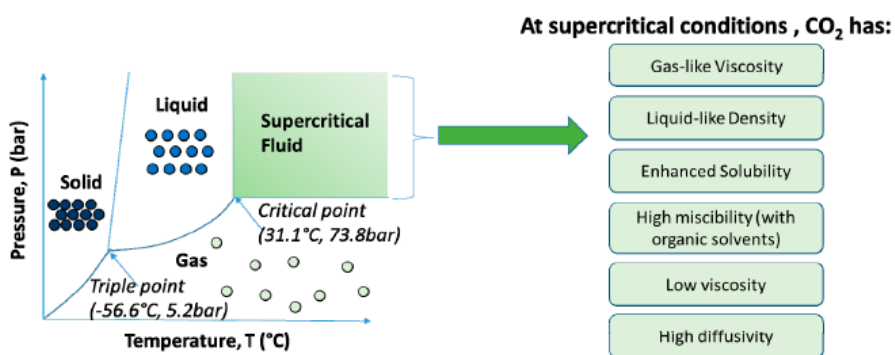 At supercritical conditions , CO₂ has:
Gas-like Viscosity
Liquid-like Density
Enhanced Solubility
High miscibility (with
organic solvents)
Low viscosity
High diffusivity
Pressure, P (bar)
Solid
Liquid
Supercritical
Fluid
Critical point
(31.1°C, 73.8bar)
Gas
Triple point
(-56.6°C, 5.2bar)
Temperature, T (°C)